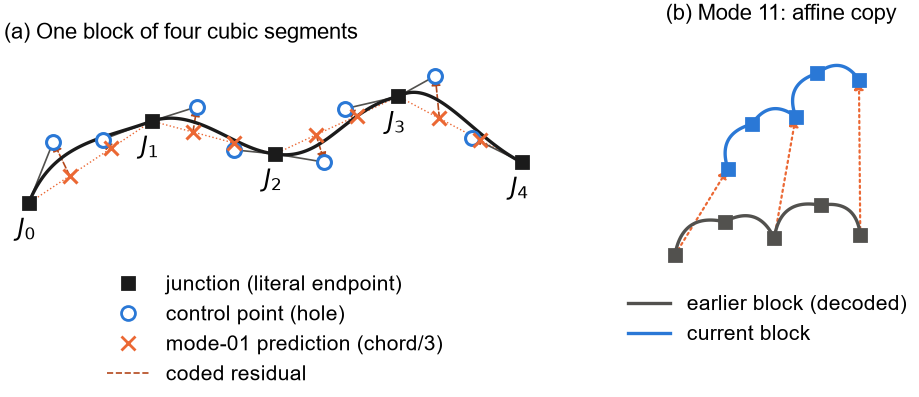 (a) One block of four cubic segments
J0
J1
J2
J3
J4
junction (literal endpoint)
control point (hole)
mode-01 prediction (chord/3)
coded residual
(b) Mode 11: affine copy
earlier block (decoded)
current block